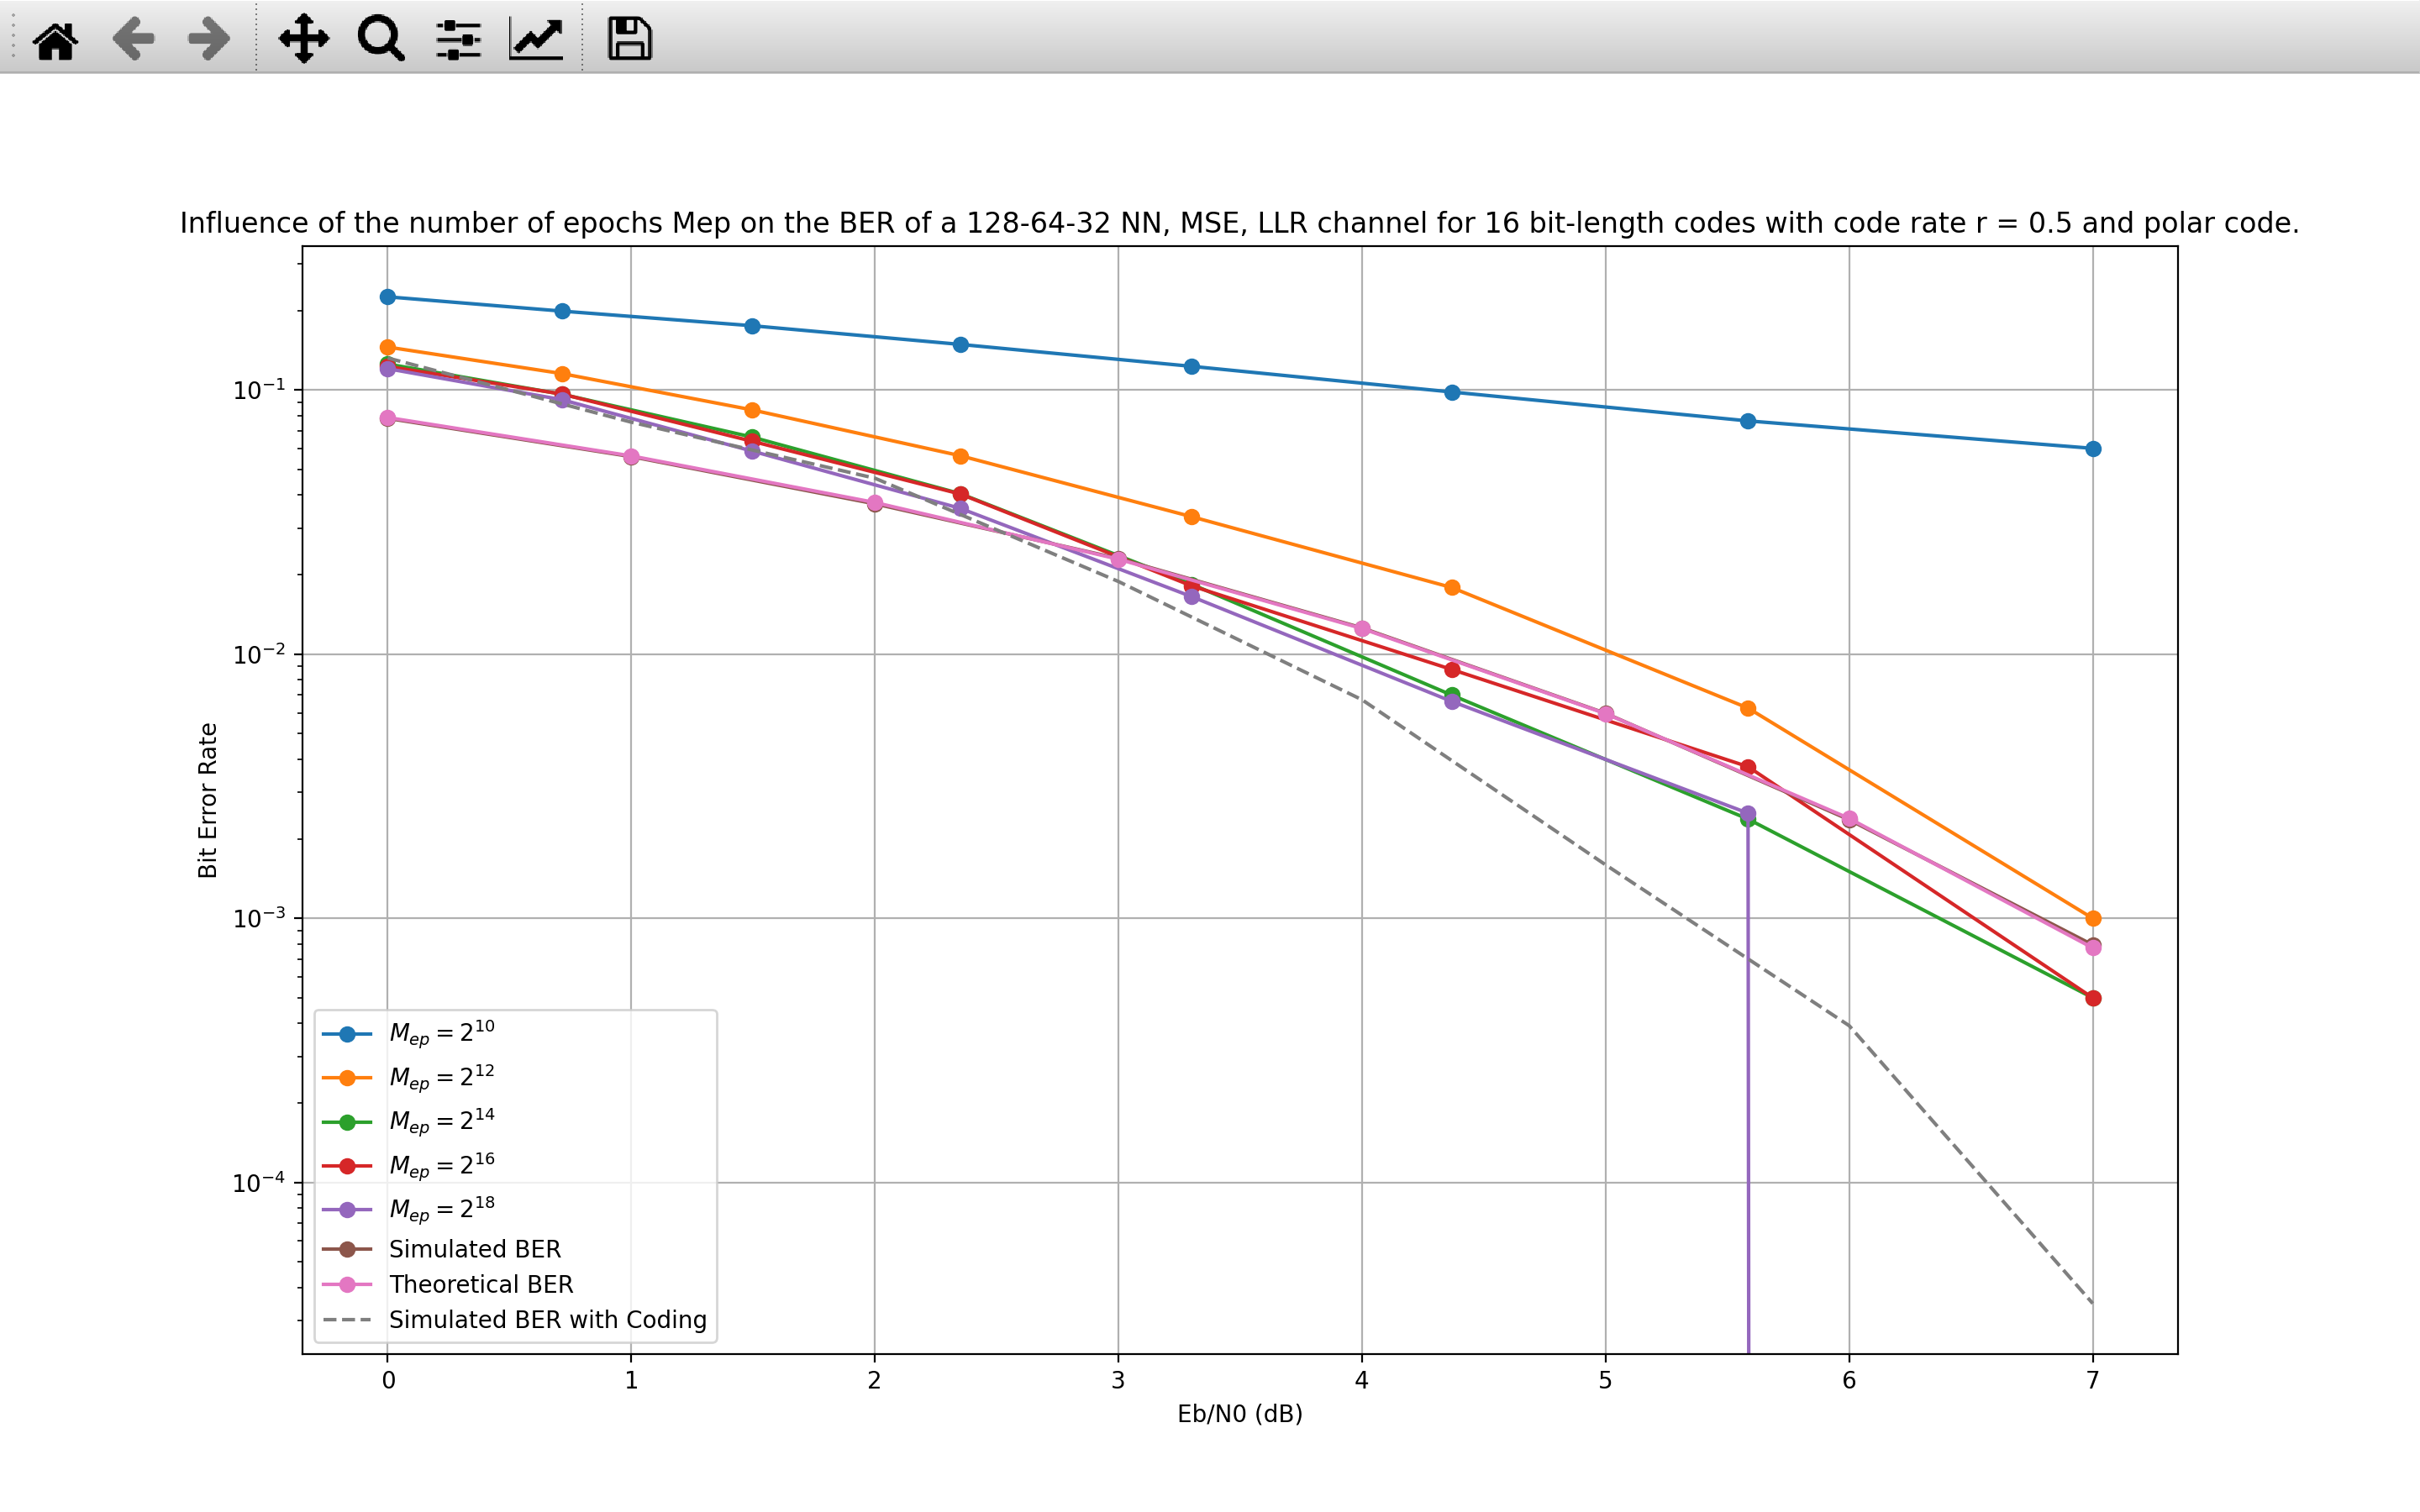 Influence of the number of epochs Mep on the BER of a 128-64-32 NN, MSE, LLR channel for 16 bit-length codes with code rate r = 0.5 and polar code.
10⁻¹
10⁻²
10⁻³
10⁻⁴
Bit Error Rate
M_ep = 2¹⁰
M_ep = 2¹²
M_ep = 2¹⁴
M_ep = 2¹⁶
M_ep = 2¹⁸
Simulated BER
Theoretical BER
Simulated BER with Coding
0 1 2 3 4 5 6 7
Eb/N0 (dB)